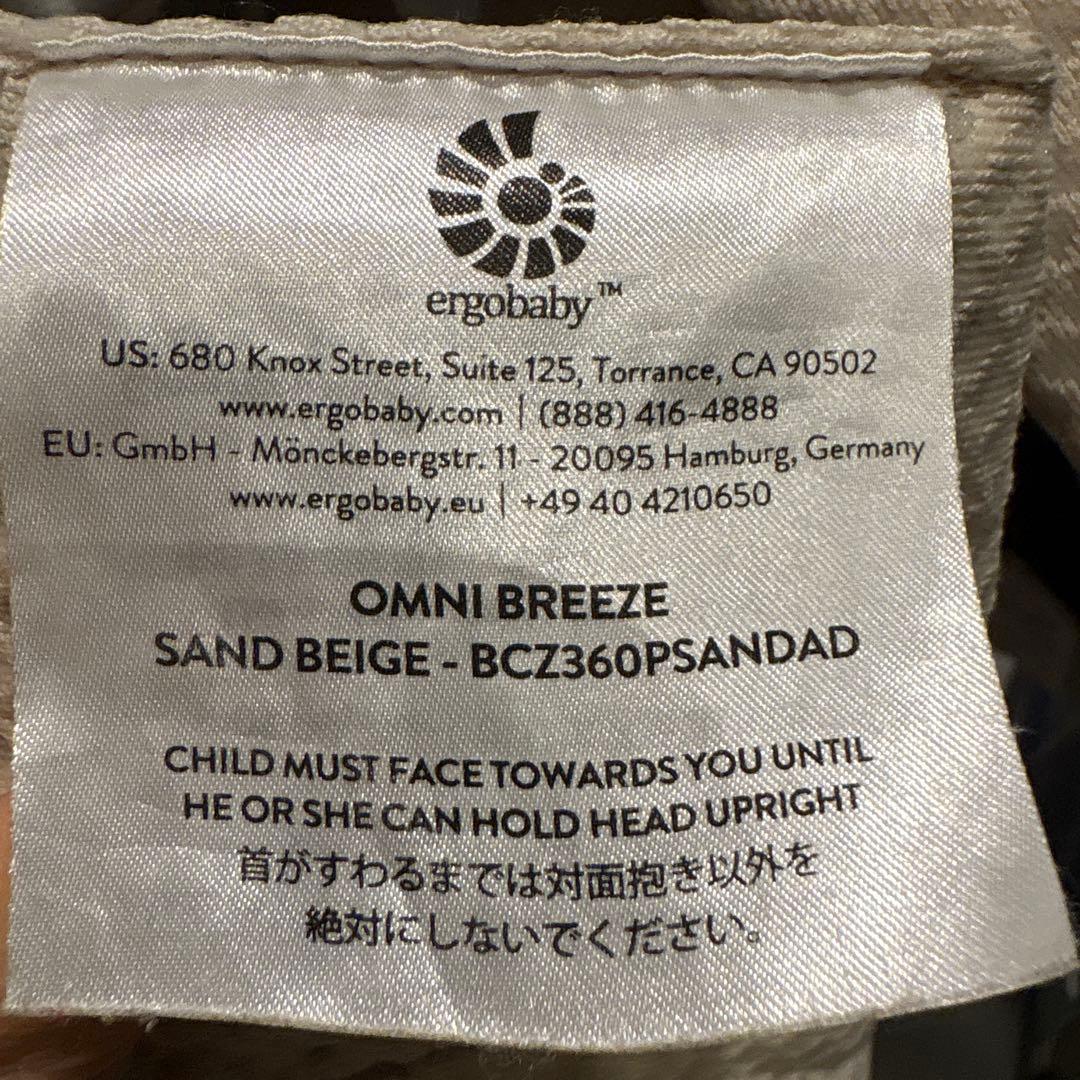 ergobaby™
US: 680 Knox Street, Suite 125, Torrance, CA 90502
www.ergobaby.com | (888) 416-4888
EU: GmbH - Mönckebergstr. 11 - 20095 Hamburg, Germany
www.ergobaby.eu | +49 40 4210650
OMNI BREEZE
SAND BEIGE - BCZ360PSANDAD
CHILD MUST FACE TOWARDS YOU UNTIL
HE OR SHE CAN HOLD HEAD UPRIGHT
首がすわるまでは対面抱き以外を
絶対にしないでください。